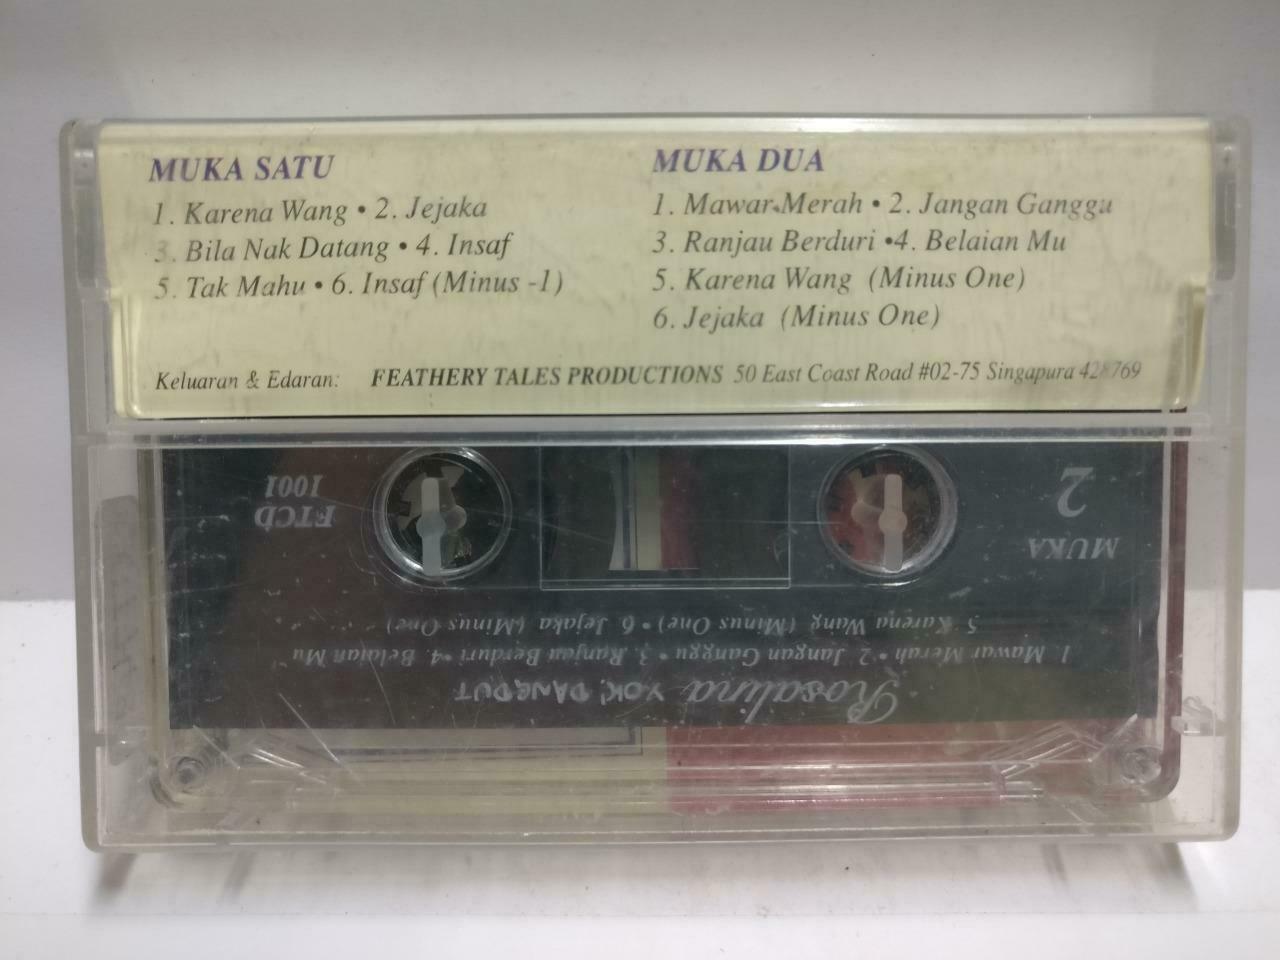 MUKA SATU
1. Karena Wang • 2. Jejaka
3. Bila Nak Datang • 4. Insaf
5. Tak Mahu • 6. Insaf (Minus -1)
MUKA DUA
1. Mawar Merah • 2. Jangan Ganggu
3. Ranjau Berduri •4. Belaian Mu
5. Karena Wang (Minus One)
6. Jejaka (Minus One)
Keluaran & Edaran: FEATHERY TALES PRODUCTIONS 50 East Coast Road #02-75 Singapura 428769
Rosalina YOK DANGDUT
1. Mawar Merah • 2. Jangan Ganggu • 3. Ranjau Berduri •4. Belaian Mu
5. Karena Wang (Minus One) • 6. Jejaka (Minus One)
MUKA
2
FTCD
1001